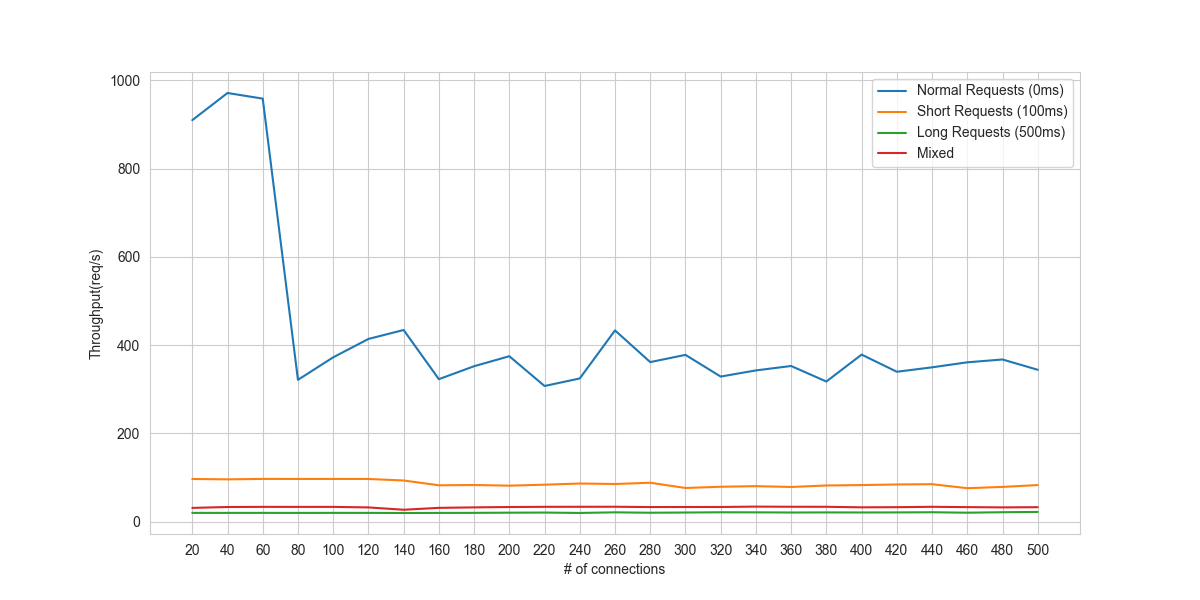 1000
800
600
400
200
0
Throughput(req/s)
Normal Requests (0ms)
Short Requests (100ms)
Long Requests (500ms)
Mixed
20 40 60 80 100 120 140 160 180 200 220 240 260 280 300 320 340 360 380 400 420 440 460 480 500
# of connections